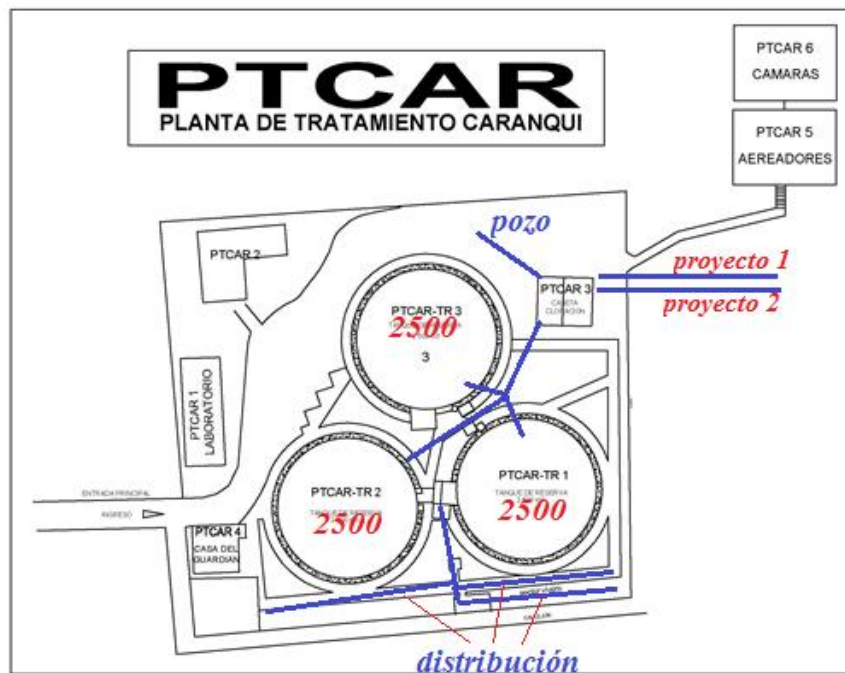 PTCAR
PLANTA DE TRATAMIENTO CARANQUI
PTCAR 6
CAMARAS
PTCAR 5
AEREADORES
pozo
PTCAR 2
proyecto 1
proyecto 2
PTCAR 3
CASETA
CLORACIÓN
PTCAR-TR 3
2500
3
PTCAR 1
LABORATORIO
PTCAR-TR 2
2500
PTCAR-TR 1
TANQUE DE RESERVA
2500
ENTRADA PRINCIPAL
INGRESO
PTCAR 4
CASA DEL
GUARDIAN
distribución